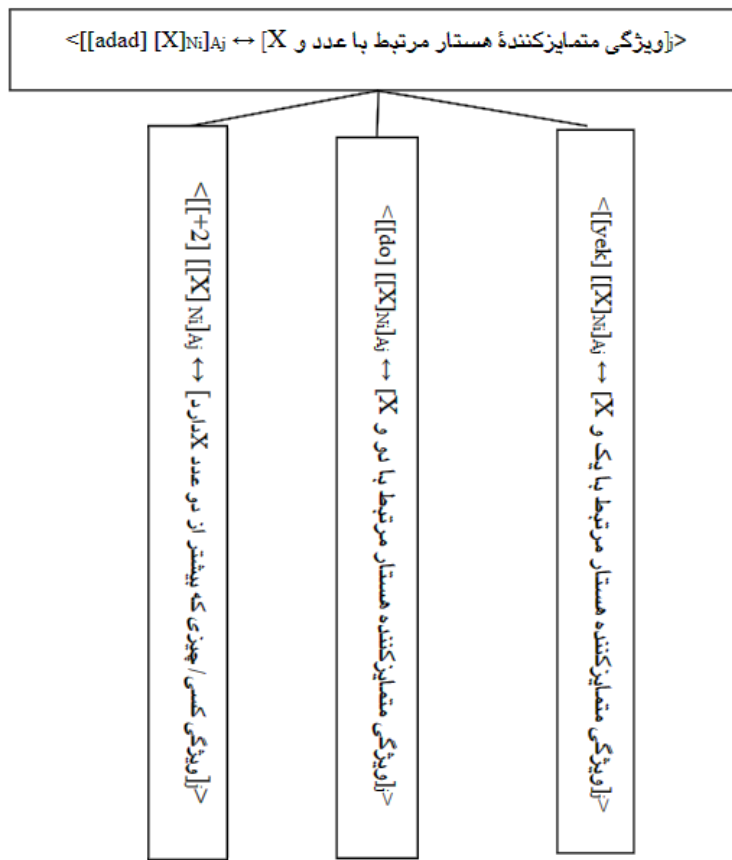 <[[adad] [X]Ni]Aj ↔ [ویژگی متمایزکنندهٔ هستار مرتبط با عدد و X]j>
<[[+2] [[X] Ni]Aj ↔ [ویژگی کسی/چیزی که بیشتر از دو عدد Xدارد]j>
<[[do] [[X]Ni]Aj ↔ [ویژگی متمایزکننده هستار مرتبط با دو و X]j>
<[[yek] [[X]Ni]Aj ↔ [ویژگی متمایزکننده هستار مرتبط با یک و X]j>